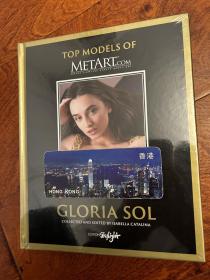 TOP MODELS OF
METART.COM
香港
HONG KONG
GLORIA SOL
COLLECTED AND EDITED BY ISABELLA CATALINA
EDITION Skylight